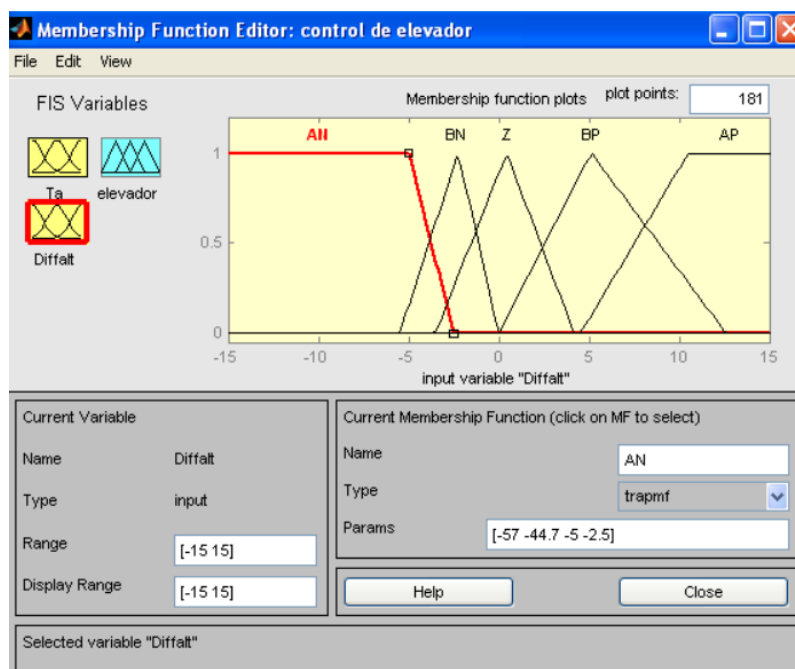 Membership Function Editor: control de elevador
File Edit View
FIS Variables
Membership function plots plot points: 181
Ta elevador
Diffalt
AN BN Z BP AP
1
0.5
0
-15 -10 -5 0 5 10 15
input variable "Diffalt"
Current Variable
Name Diffalt
Type input
Range [-15 15]
Display Range [-15 15]
Current Membership Function (click on MF to select)
Name AN
Type trapmf
Params [-57 -44.7 -5 -2.5]
Help Close
Selected variable "Diffalt"